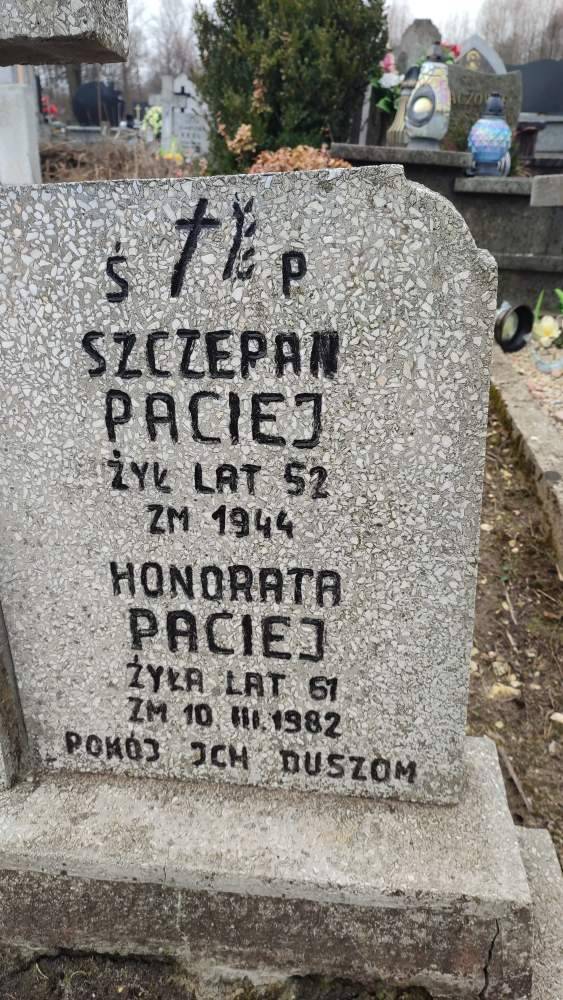 Ś P
SZCZEPAN
PACIEJ
ŻYŁ LAT 52
ZM 1944
HONORATA
PACIEJ
ŻYŁA LAT 61
ZM 10 III.1982
POKÓJ JCH DUSZOM